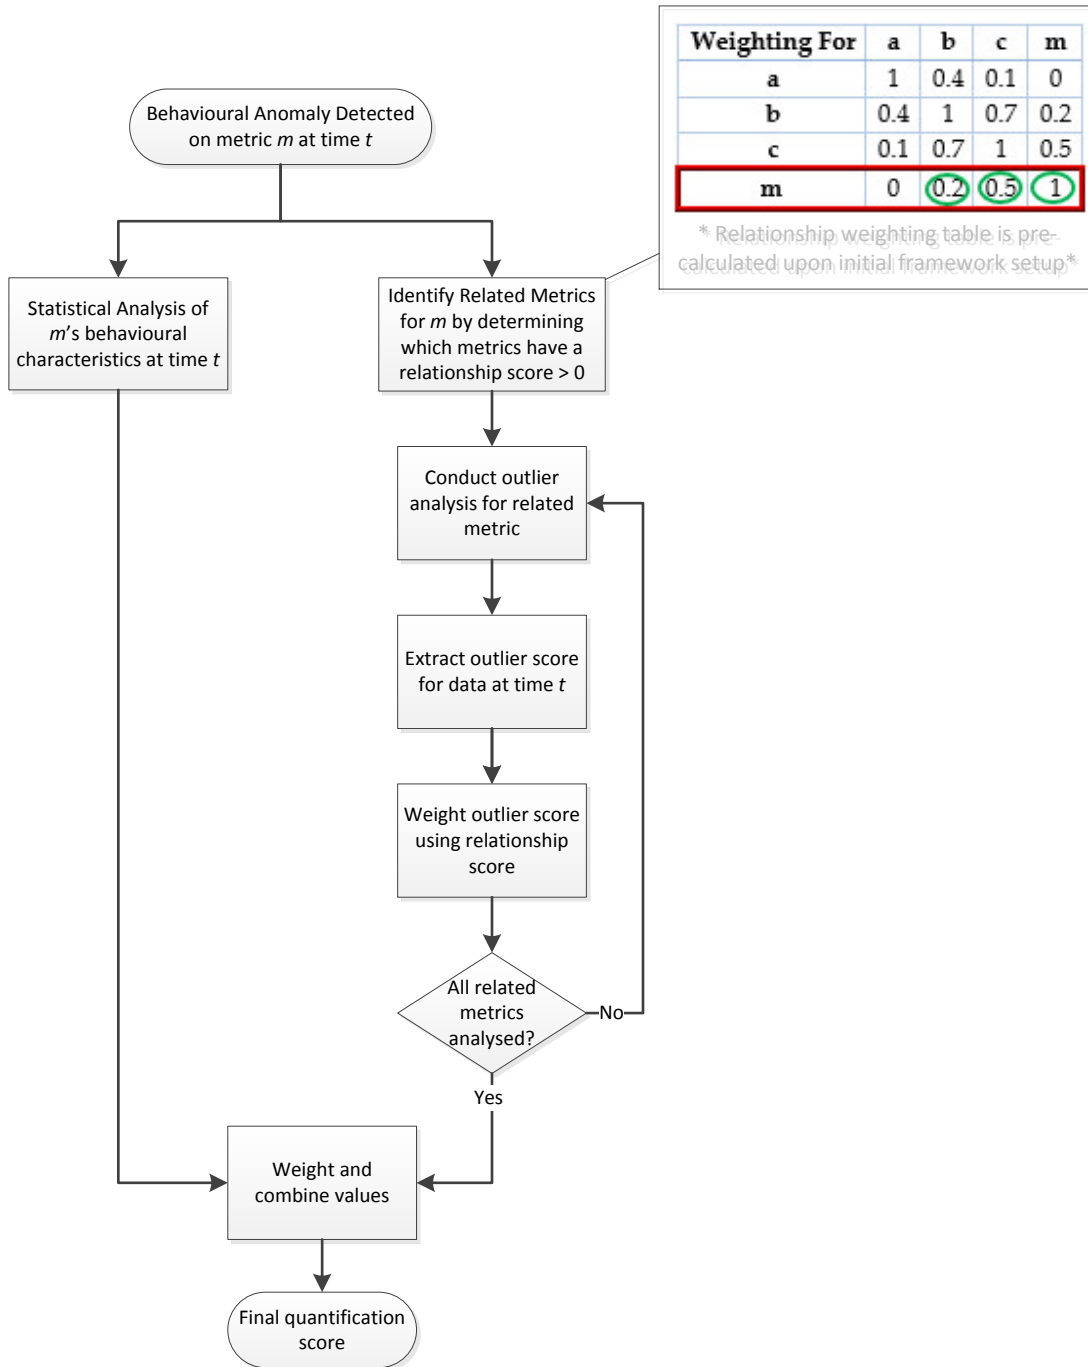 Weighting For a b c m
a 1 0.4 0.1 0
b 0.4 1 0.7 0.2
c 0.1 0.7 1 0.5
m 0 0.2 0.5 1
* Relationship weighting table is pre-
calculated upon initial framework setup*
Behavioural Anomaly Detected
on metric m at time t
Statistical Analysis of
m's behavioural
characteristics at time t
Identify Related Metrics
for m by determining
which metrics have a
relationship score > 0
Conduct outlier
analysis for related
metric
Extract outlier score
for data at time t
Weight outlier score
using relationship
score
All related
metrics
analysed?
No
Yes
Weight and
combine values
Final quantification
score